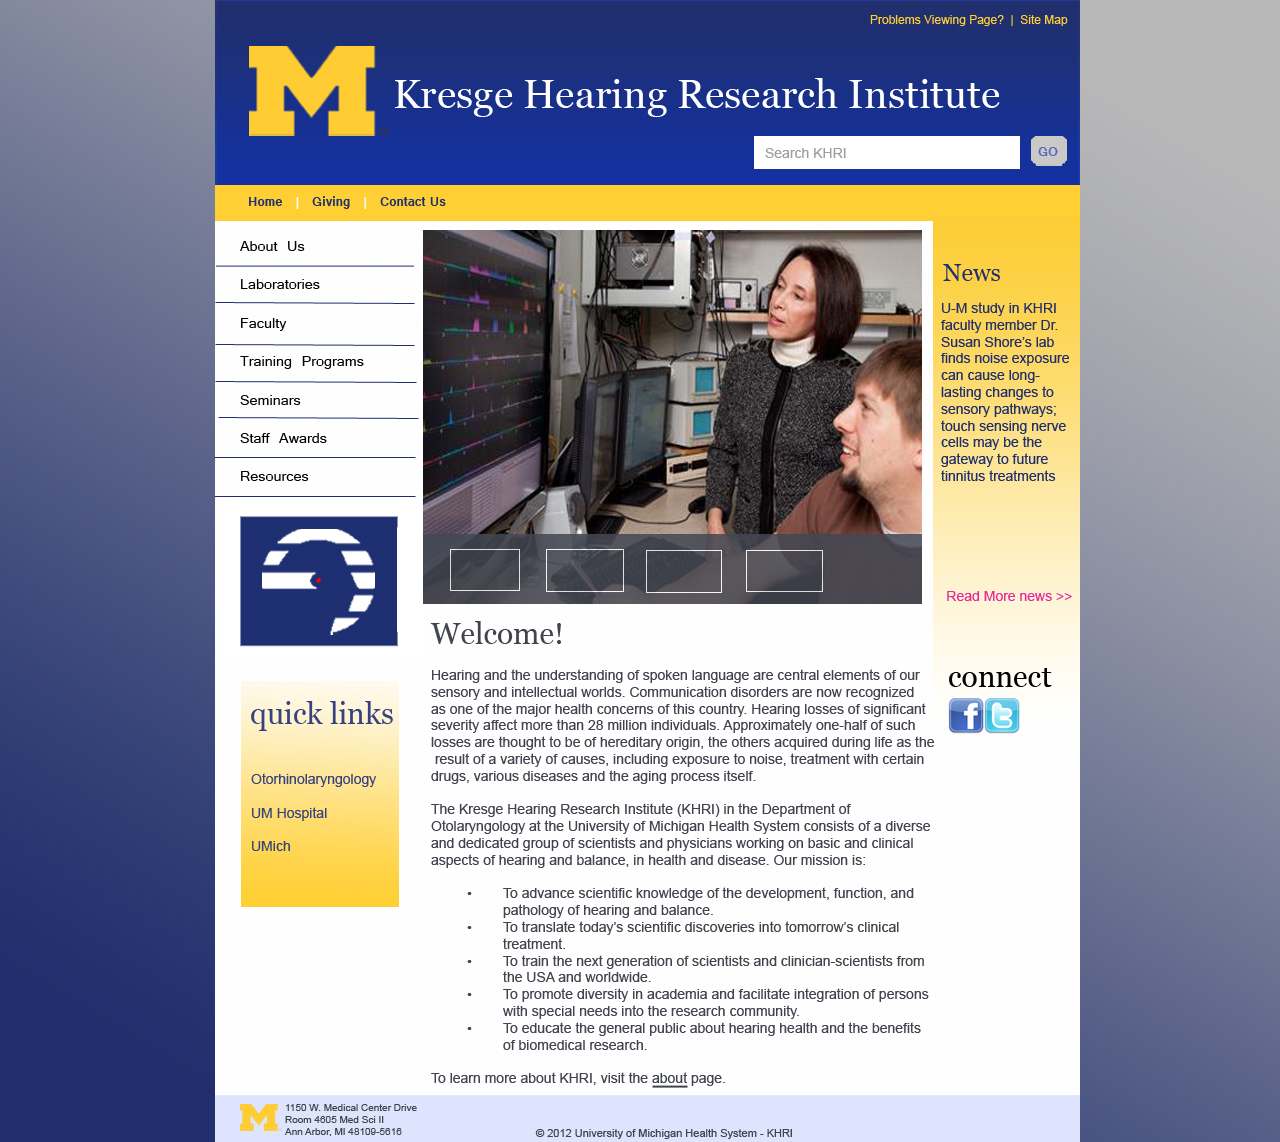 Problems Viewing Page? | Site Map
M
Kresge Hearing Research Institute
Search KHRI
GO
Home | Giving | Contact Us
About Us
Laboratories
Faculty
Training Programs
Seminars
Staff Awards
Resources
quick links
Otorhinolaryngology
UM Hospital
UMich
Welcome!
Hearing and the understanding of spoken language are central elements of our
sensory and intellectual worlds. Communication disorders are now recognized
as one of the major health concerns of this country. Hearing losses of significant
severity affect more than 28 million individuals. Approximately one-half of such
losses are thought to be of hereditary origin, the others acquired during life as the
result of a variety of causes, including exposure to noise, treatment with certain
drugs, various diseases and the aging process itself.
The Kresge Hearing Research Institute (KHRI) in the Department of
Otolaryngology at the University of Michigan Health System consists of a diverse
and dedicated group of scientists and physicians working on basic and clinical
aspects of hearing and balance, in health and disease. Our mission is:
• To advance scientific knowledge of the development, function, and
pathology of hearing and balance.
• To translate today’s scientific discoveries into tomorrow’s clinical
treatment.
• To train the next generation of scientists and clinician-scientists from
the USA and worldwide.
• To promote diversity in academia and facilitate integration of persons
with special needs into the research community.
• To educate the general public about hearing health and the benefits
of biomedical research.
To learn more about KHRI, visit the about page.
News
U-M study in KHRI
faculty member Dr.
Susan Shore’s lab
finds noise exposure
can cause long-
lasting changes to
sensory pathways;
touch sensing nerve
cells may be the
gateway to future
tinnitus treatments
Read More news >>
connect
f t
M
1150 W. Medical Center Drive
Room 4605 Med Sci II
Ann Arbor, MI 48109-5616
© 2012 University of Michigan Health System - KHRI